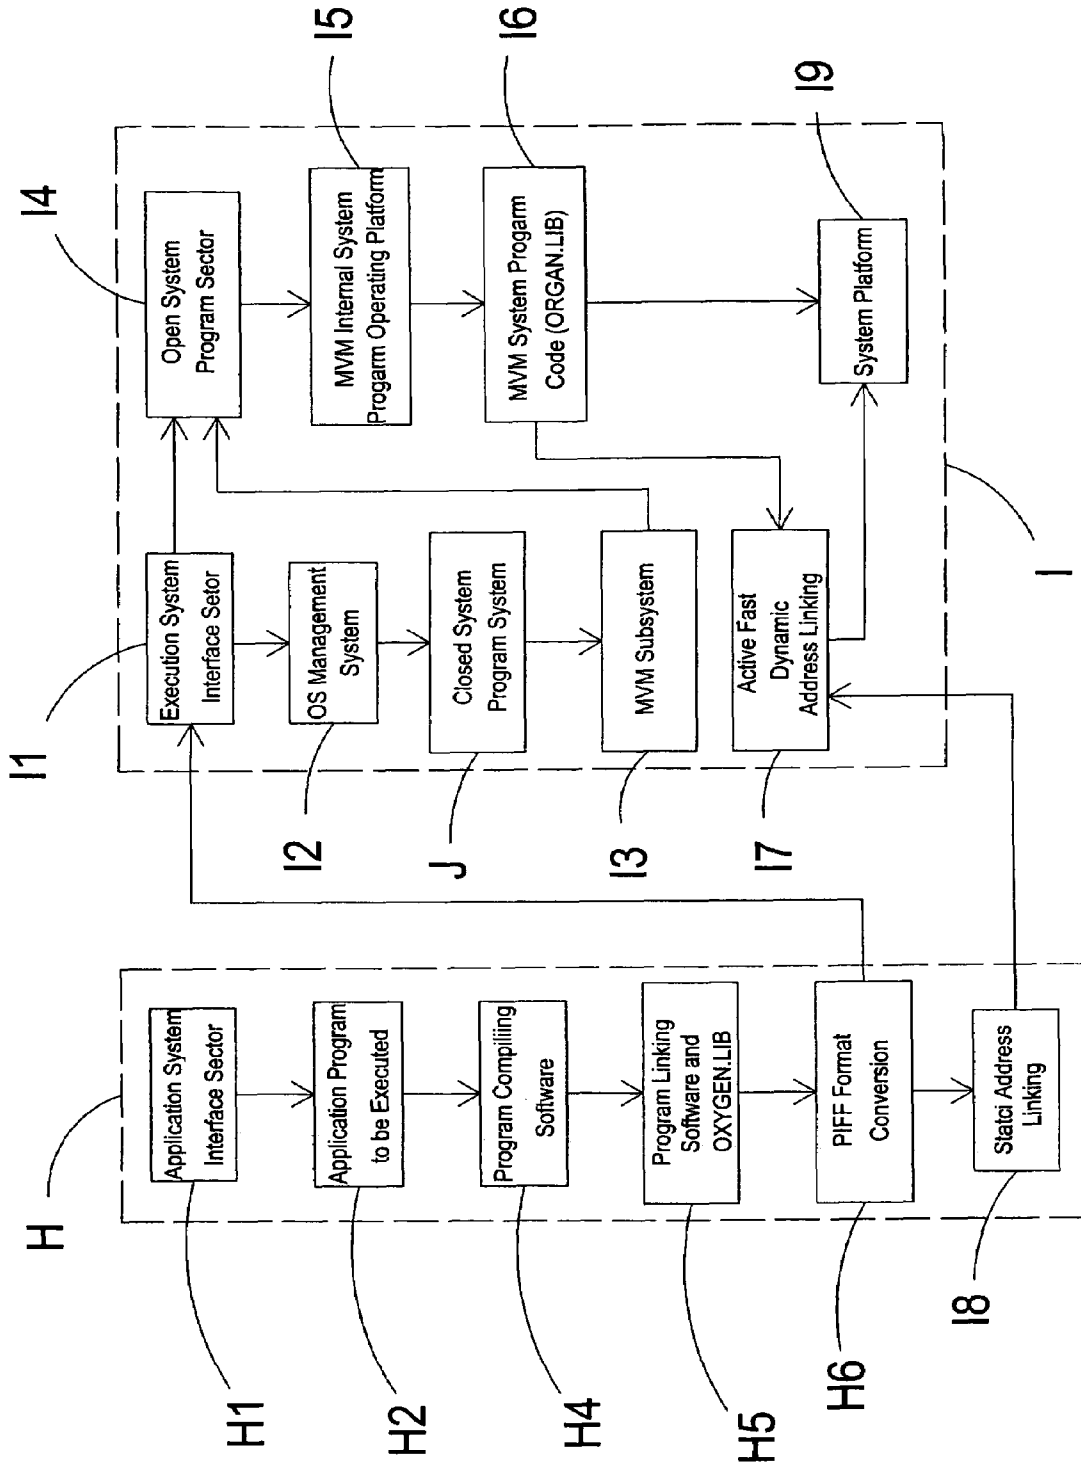 H
H1
Application System
Interface Sector
H2
Application Program
to be Executed
H4
Program Compiliing
Software
H5
Program Linking
Software and
OXYGEN.LIB
H6
PIFF Format
Conversion
I8
Statci Address
Linking
I
I1
Execution System
Interface Setor
I2
OS Management
System
J
Closed System
Program System
I3
MVM Subsystem
I7
Active Fast
Dynamic
Address Linking
I4
Open System
Program Sector
I5
MVM Internal System
Progarm Operating Platform
I6
MVM System Progarm
Code (ORGAN.LIB)
I9
System Platform